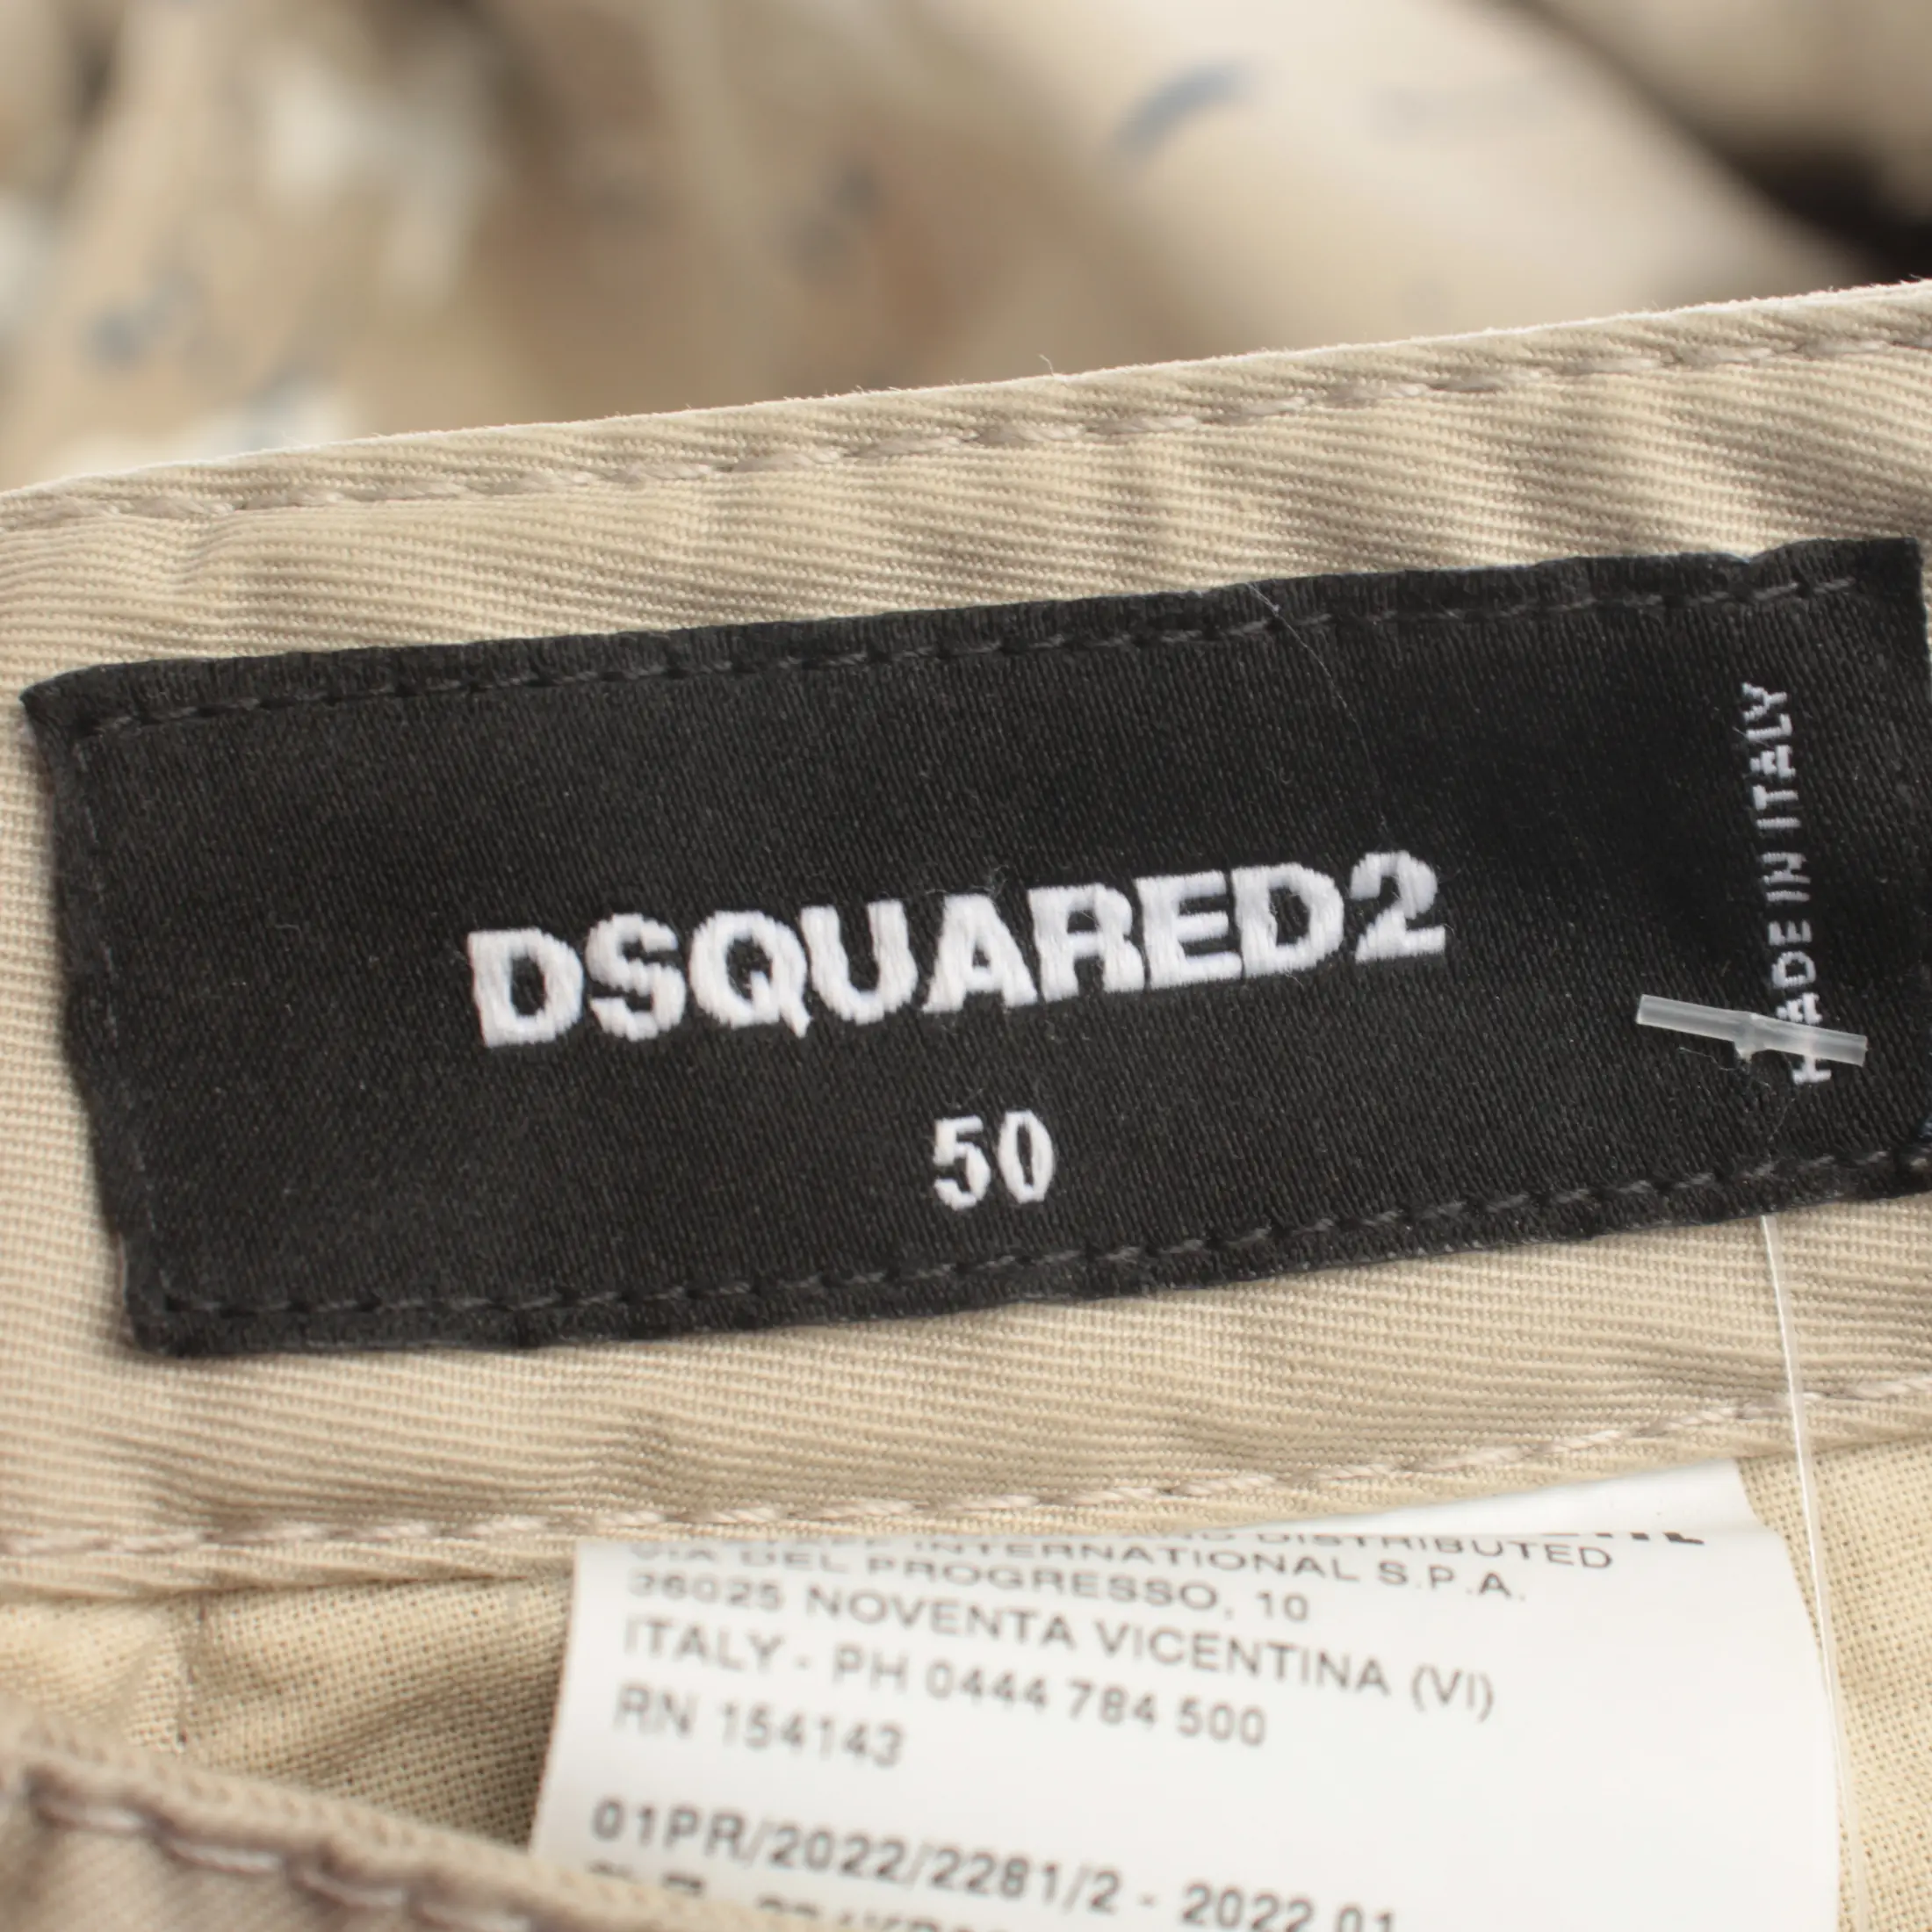 DSQUARED2
50
MADE IN ITALY
AND DISTRIBUTED
INTERNATIONAL S.P.A.
VIA DEL PROGRESSO, 10
36025 NOVENTA VICENTINA (VI)
ITALY - PH 0444 784 500
RN 154143
01PR/2022/2281/2 - 2022 01